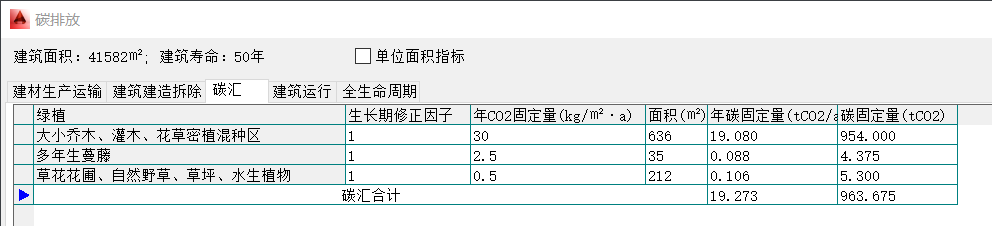 碳排放
建筑面积：41582㎡；建筑寿命：50年 单位面积指标
建材生产运输 建筑建造拆除 碳汇 建筑运行 全生命周期
绿植 生长期修正因子 年CO2固定量(kg/㎡·a) 面积(㎡) 年碳固定量(tCO2/a 碳固定量(tCO2)
大小乔木、灌木、花草密植混种区 1 30 636 19.080 954.000
多年生蔓藤 1 2.5 35 0.088 4.375
草花花圃、自然野草、草坪、水生植物 1 0.5 212 0.106 5.300
碳汇合计 19.273 963.675